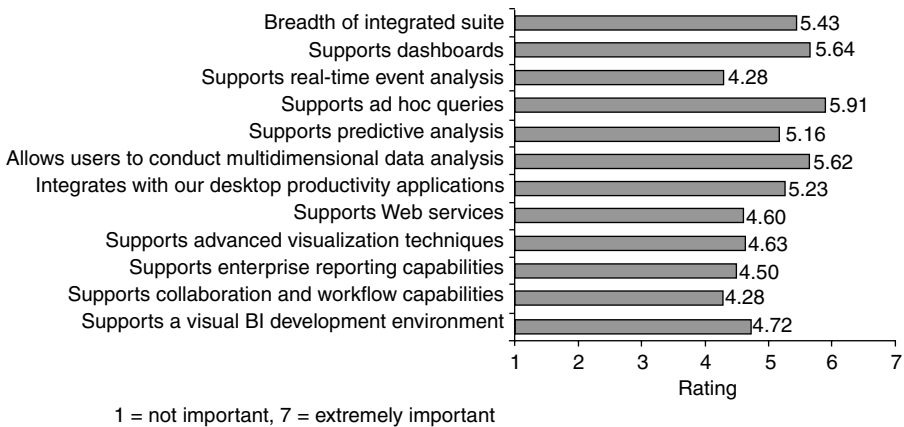 Breadth of integrated suite 5.43
Supports dashboards 5.64
Supports real-time event analysis 4.28
Supports ad hoc queries 5.91
Supports predictive analysis 5.16
Allows users to conduct multidimensional data analysis 5.62
Integrates with our desktop productivity applications 5.23
Supports Web services 4.60
Supports advanced visualization techniques 4.63
Supports enterprise reporting capabilities 4.50
Supports collaboration and workflow capabilities 4.28
Supports a visual BI development environment 4.72
1 2 3 4 5 6 7
Rating
1 = not important, 7 = extremely important